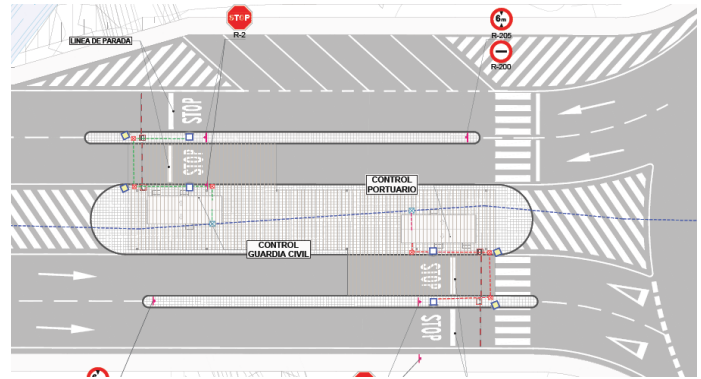 STOP
R-2
6m
R-205
R-200
LINEA DE PARADA
STOP
STOP
CONTROL
PORTUARIO
CONTROL
GUARDIA CIVIL
STOP
STOP